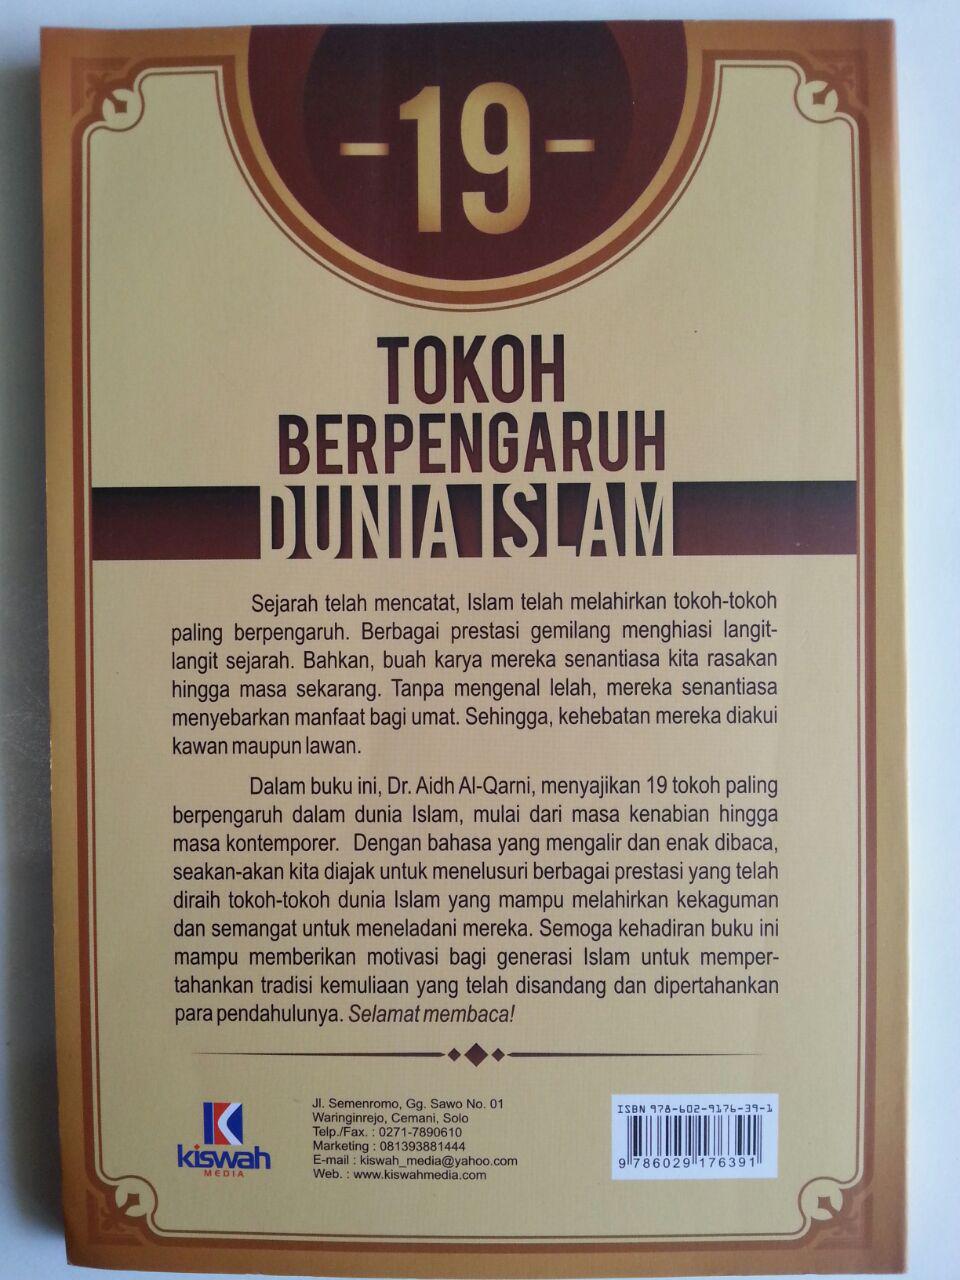 -19-
TOKOH
BERPENGARUH
DUNIA ISLAM
Sejarah telah mencatat, Islam telah melahirkan tokoh-tokoh
paling berpengaruh. Berbagai prestasi gemilang menghiasi langit-
langit sejarah. Bahkan, buah karya mereka senantiasa kita rasakan
hingga masa sekarang. Tanpa mengenal lelah, mereka senantiasa
menyebarkan manfaat bagi umat. Sehingga, kehebatan mereka diakui
kawan maupun lawan.
Dalam buku ini, Dr. Aidh Al-Qarni, menyajikan 19 tokoh paling
berpengaruh dalam dunia Islam, mulai dari masa kenabian hingga
masa kontemporer. Dengan bahasa yang mengalir dan enak dibaca,
seakan-akan kita diajak untuk menelusuri berbagai prestasi yang telah
diraih tokoh-tokoh dunia Islam yang mampu melahirkan kekaguman
dan semangat untuk meneladani mereka. Semoga kehadiran buku ini
mampu memberikan motivasi bagi generasi Islam untuk memper-
tahankan tradisi kemuliaan yang telah disandang dan dipertahankan
para pendahulunya. Selamat membaca!
kiswah
MEDIA
Jl. Semenromo, Gg. Sawo No. 01
Waringinrejo, Cemani, Solo
Telp./Fax. : 0271-7890610
Marketing : 081393881444
E-mail : kiswah_media@yahoo.com
Web. : www.kiswahmedia.com
ISBN 978-602-9176-39-1
9 786029 176391